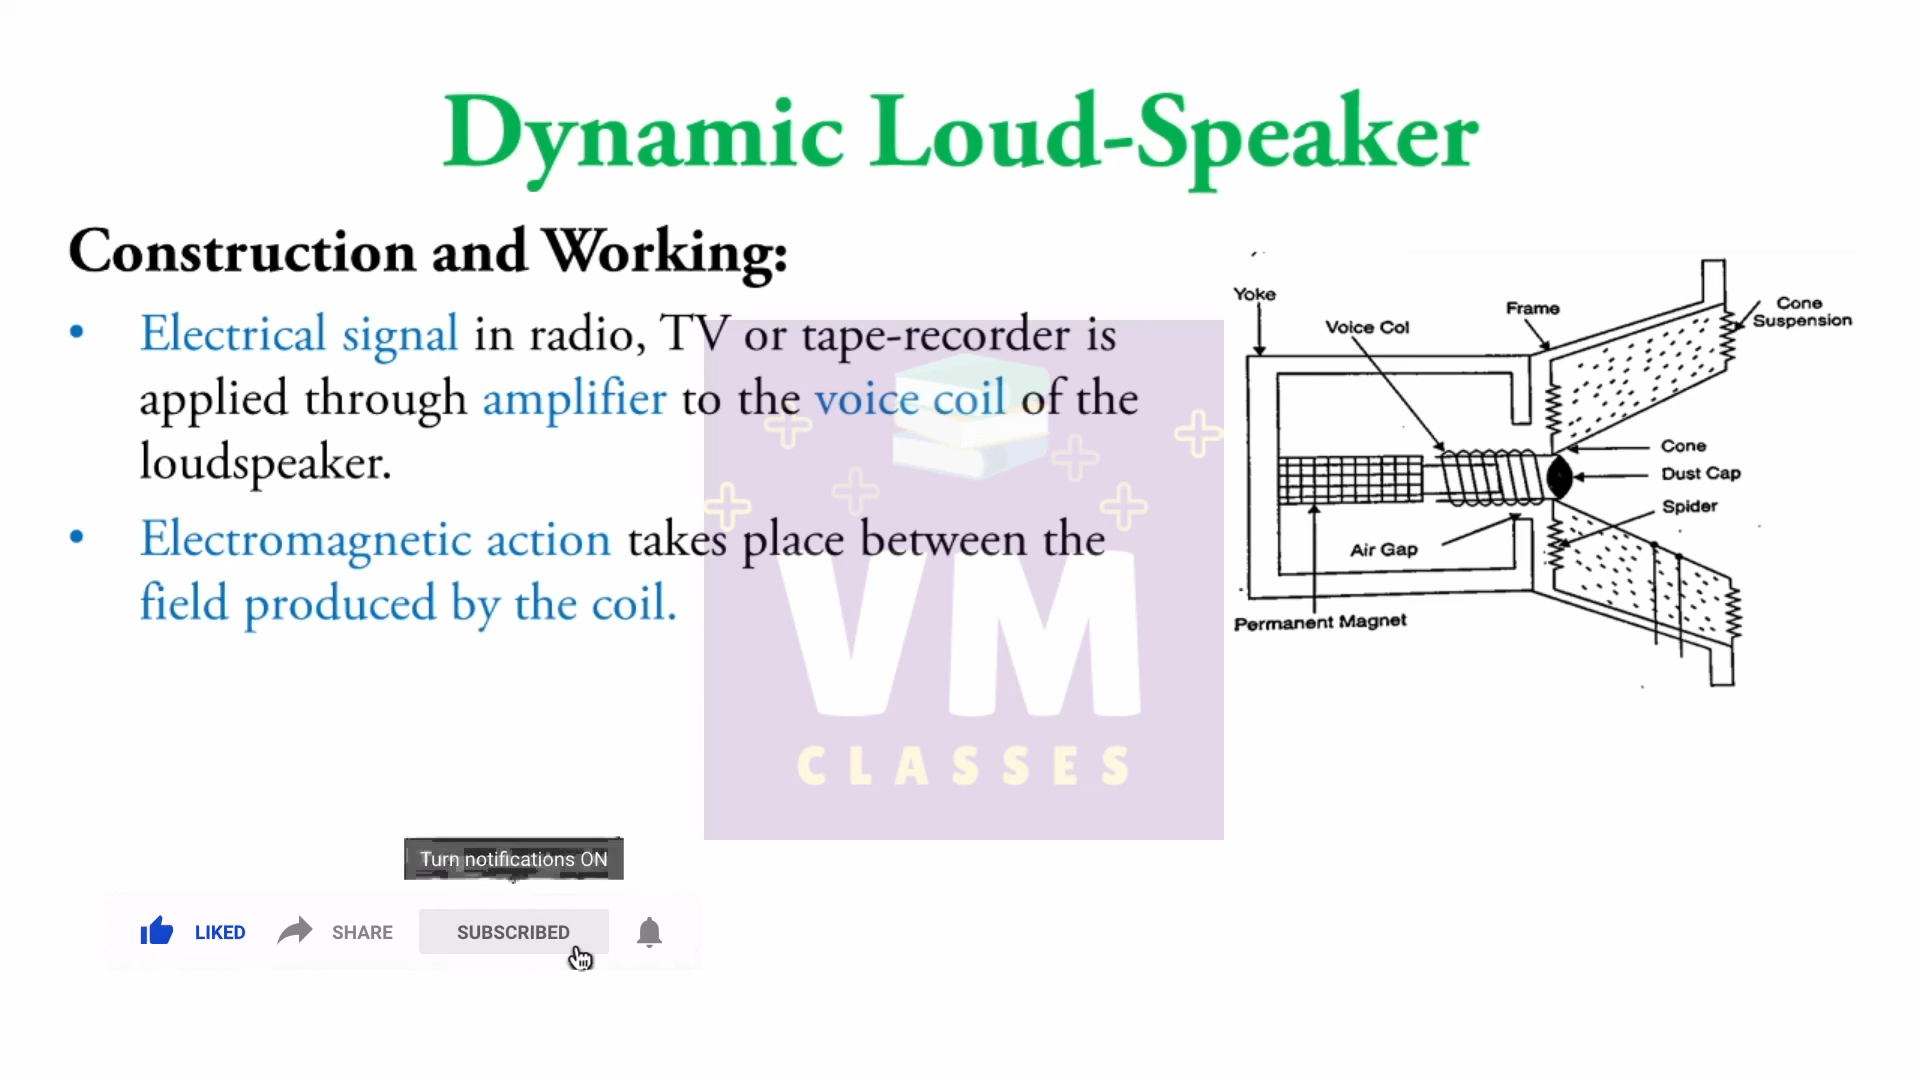 Dynamic Loud-Speaker
Construction and Working:
• Electrical signal in radio, TV or tape-recorder is
applied through amplifier to the voice coil of the
loudspeaker.
• Electromagnetic action takes place between the
field produced by the coil.
Yoke
Voice Col
Frame
Cone
Suspension
Cone
Dust Cap
Spider
Air Gap
Permanent Magnet
VM
CLASSES
Turn notifications ON
LIKED SHARE SUBSCRIBED